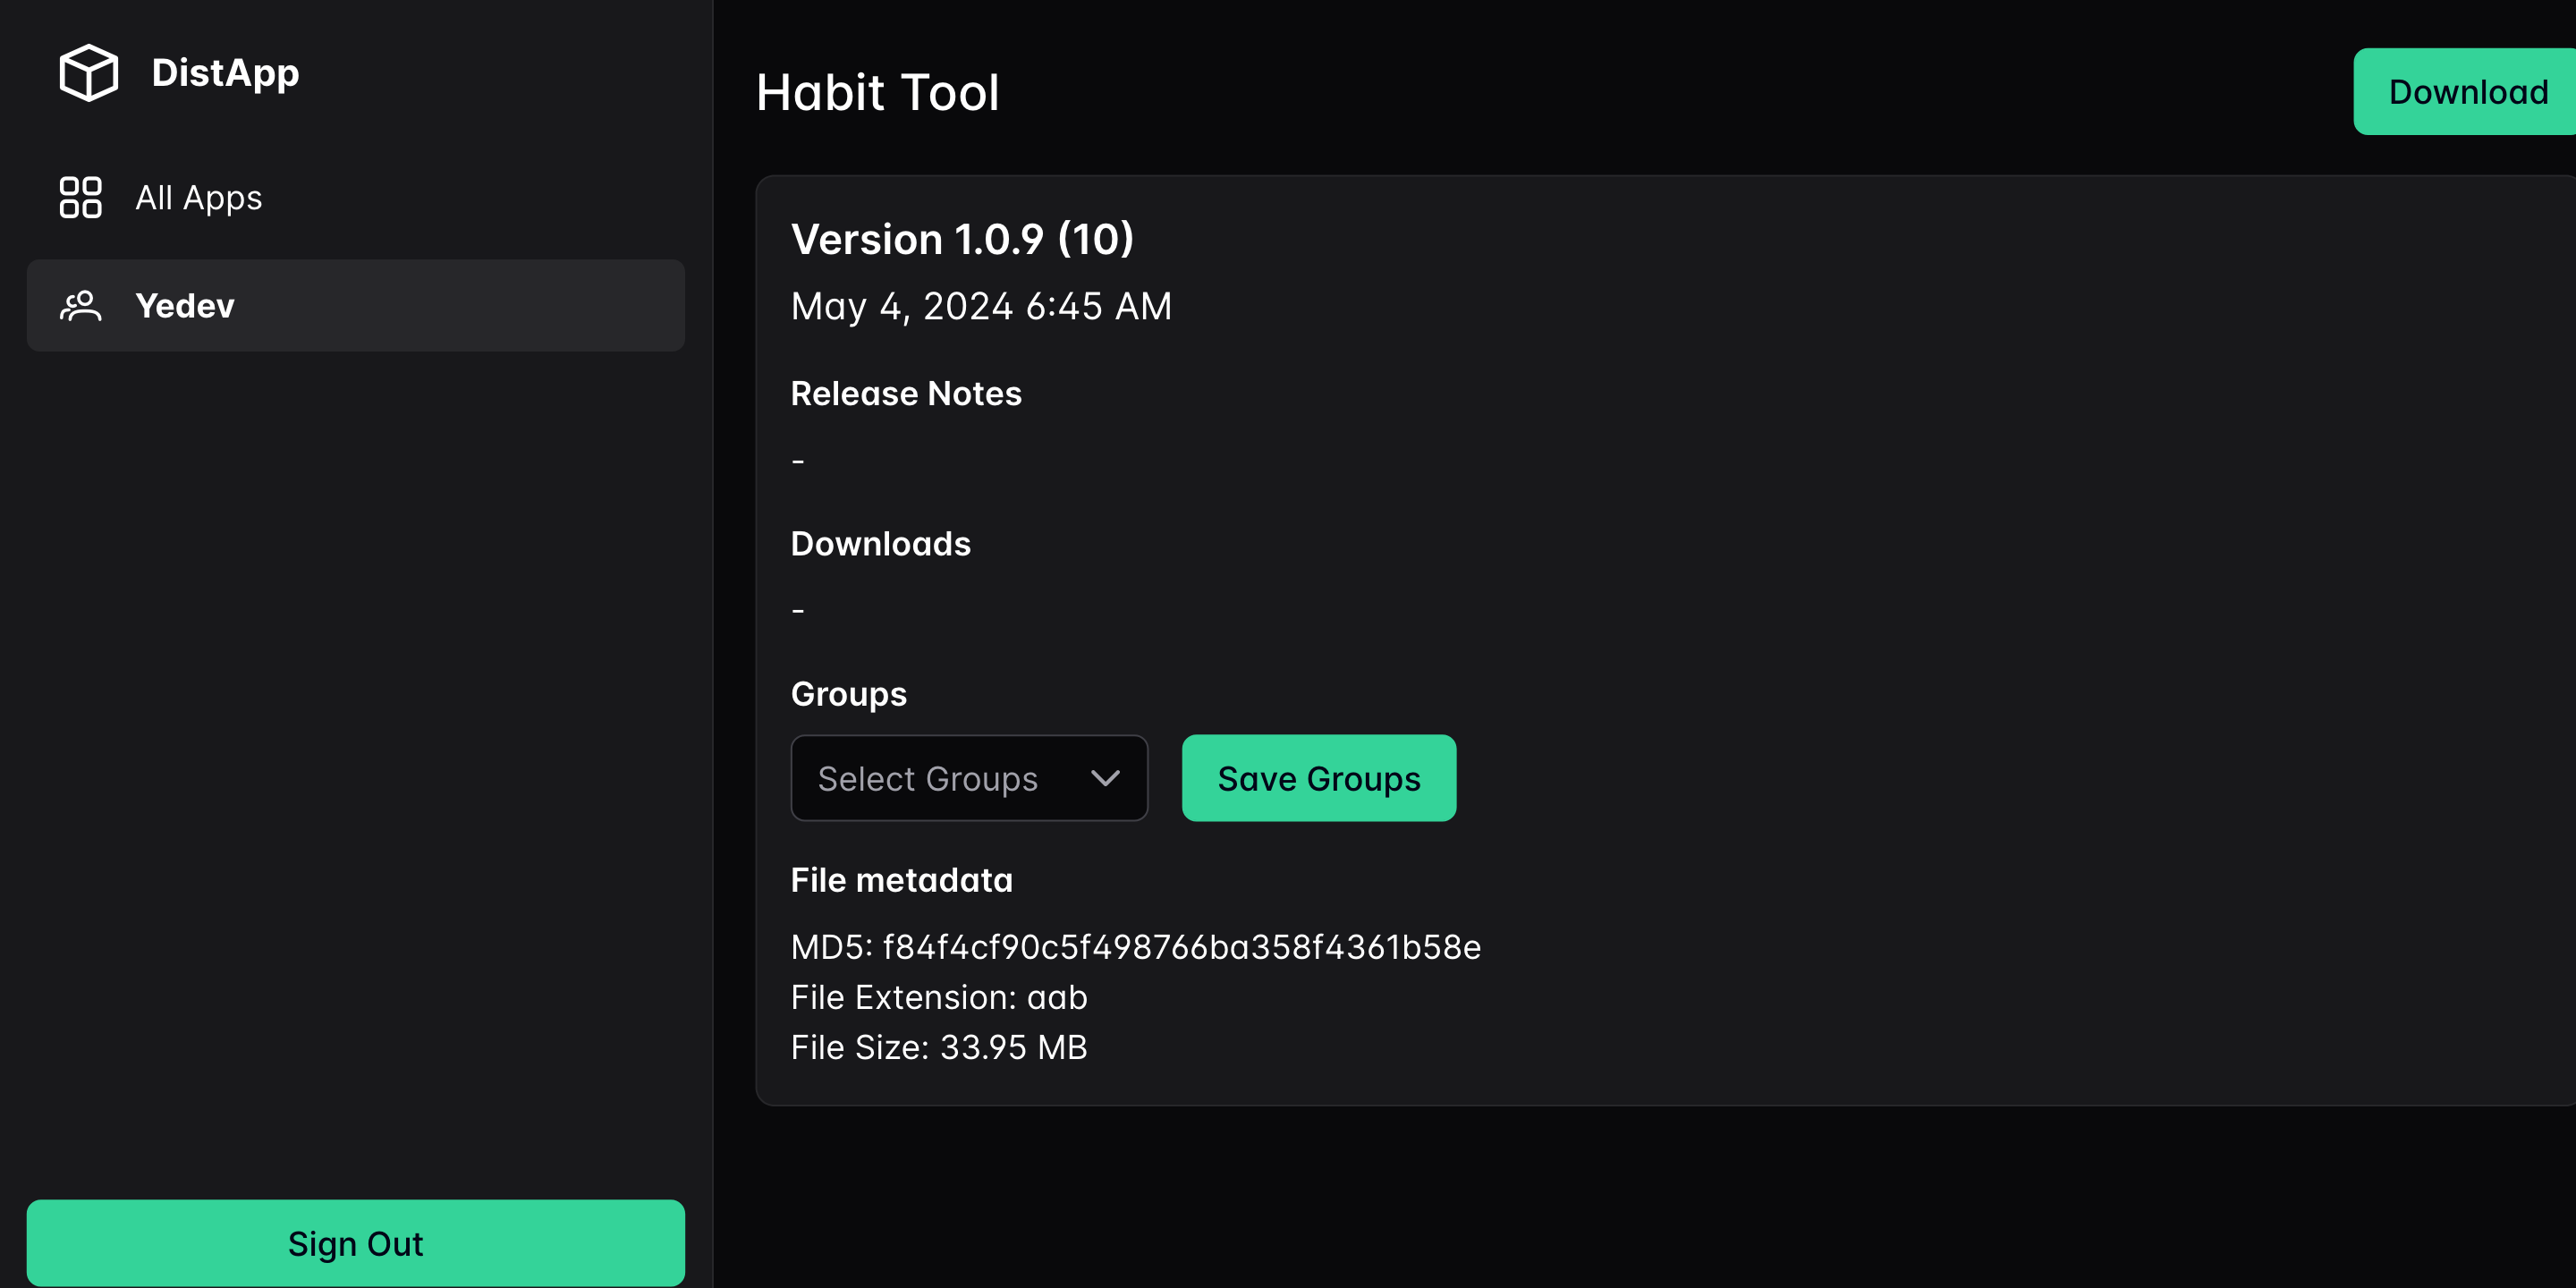 DistApp
All Apps
Yedev
Sign Out
Habit Tool
Download
Version 1.0.9 (10)
May 4, 2024 6:45 AM
Release Notes
-
Downloads
-
Groups
Select Groups
Save Groups
File metadata
MD5: f84f4cf90c5f498766ba358f4361b58e
File Extension: aab
File Size: 33.95 MB